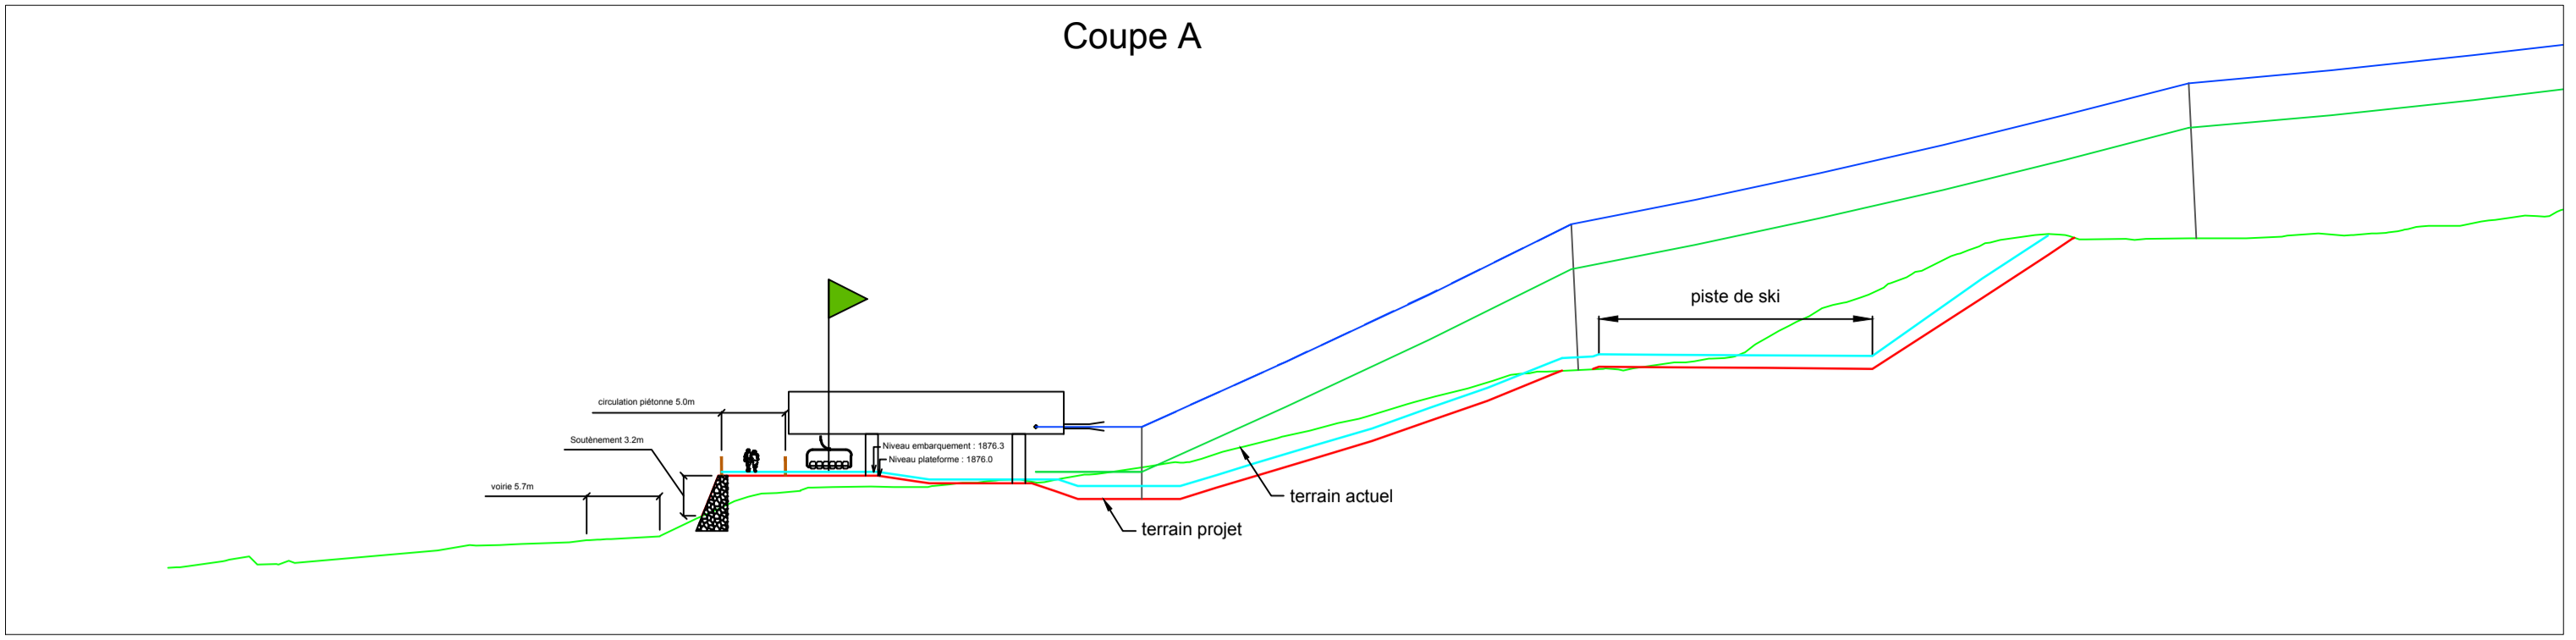 Coupe A
piste de ski
circulation piétonne 5.0m
Soutènement 3.2m
Niveau embarquement : 1876.3
Niveau plateforme : 1876.0
voirie 5.7m
terrain actuel
terrain projet